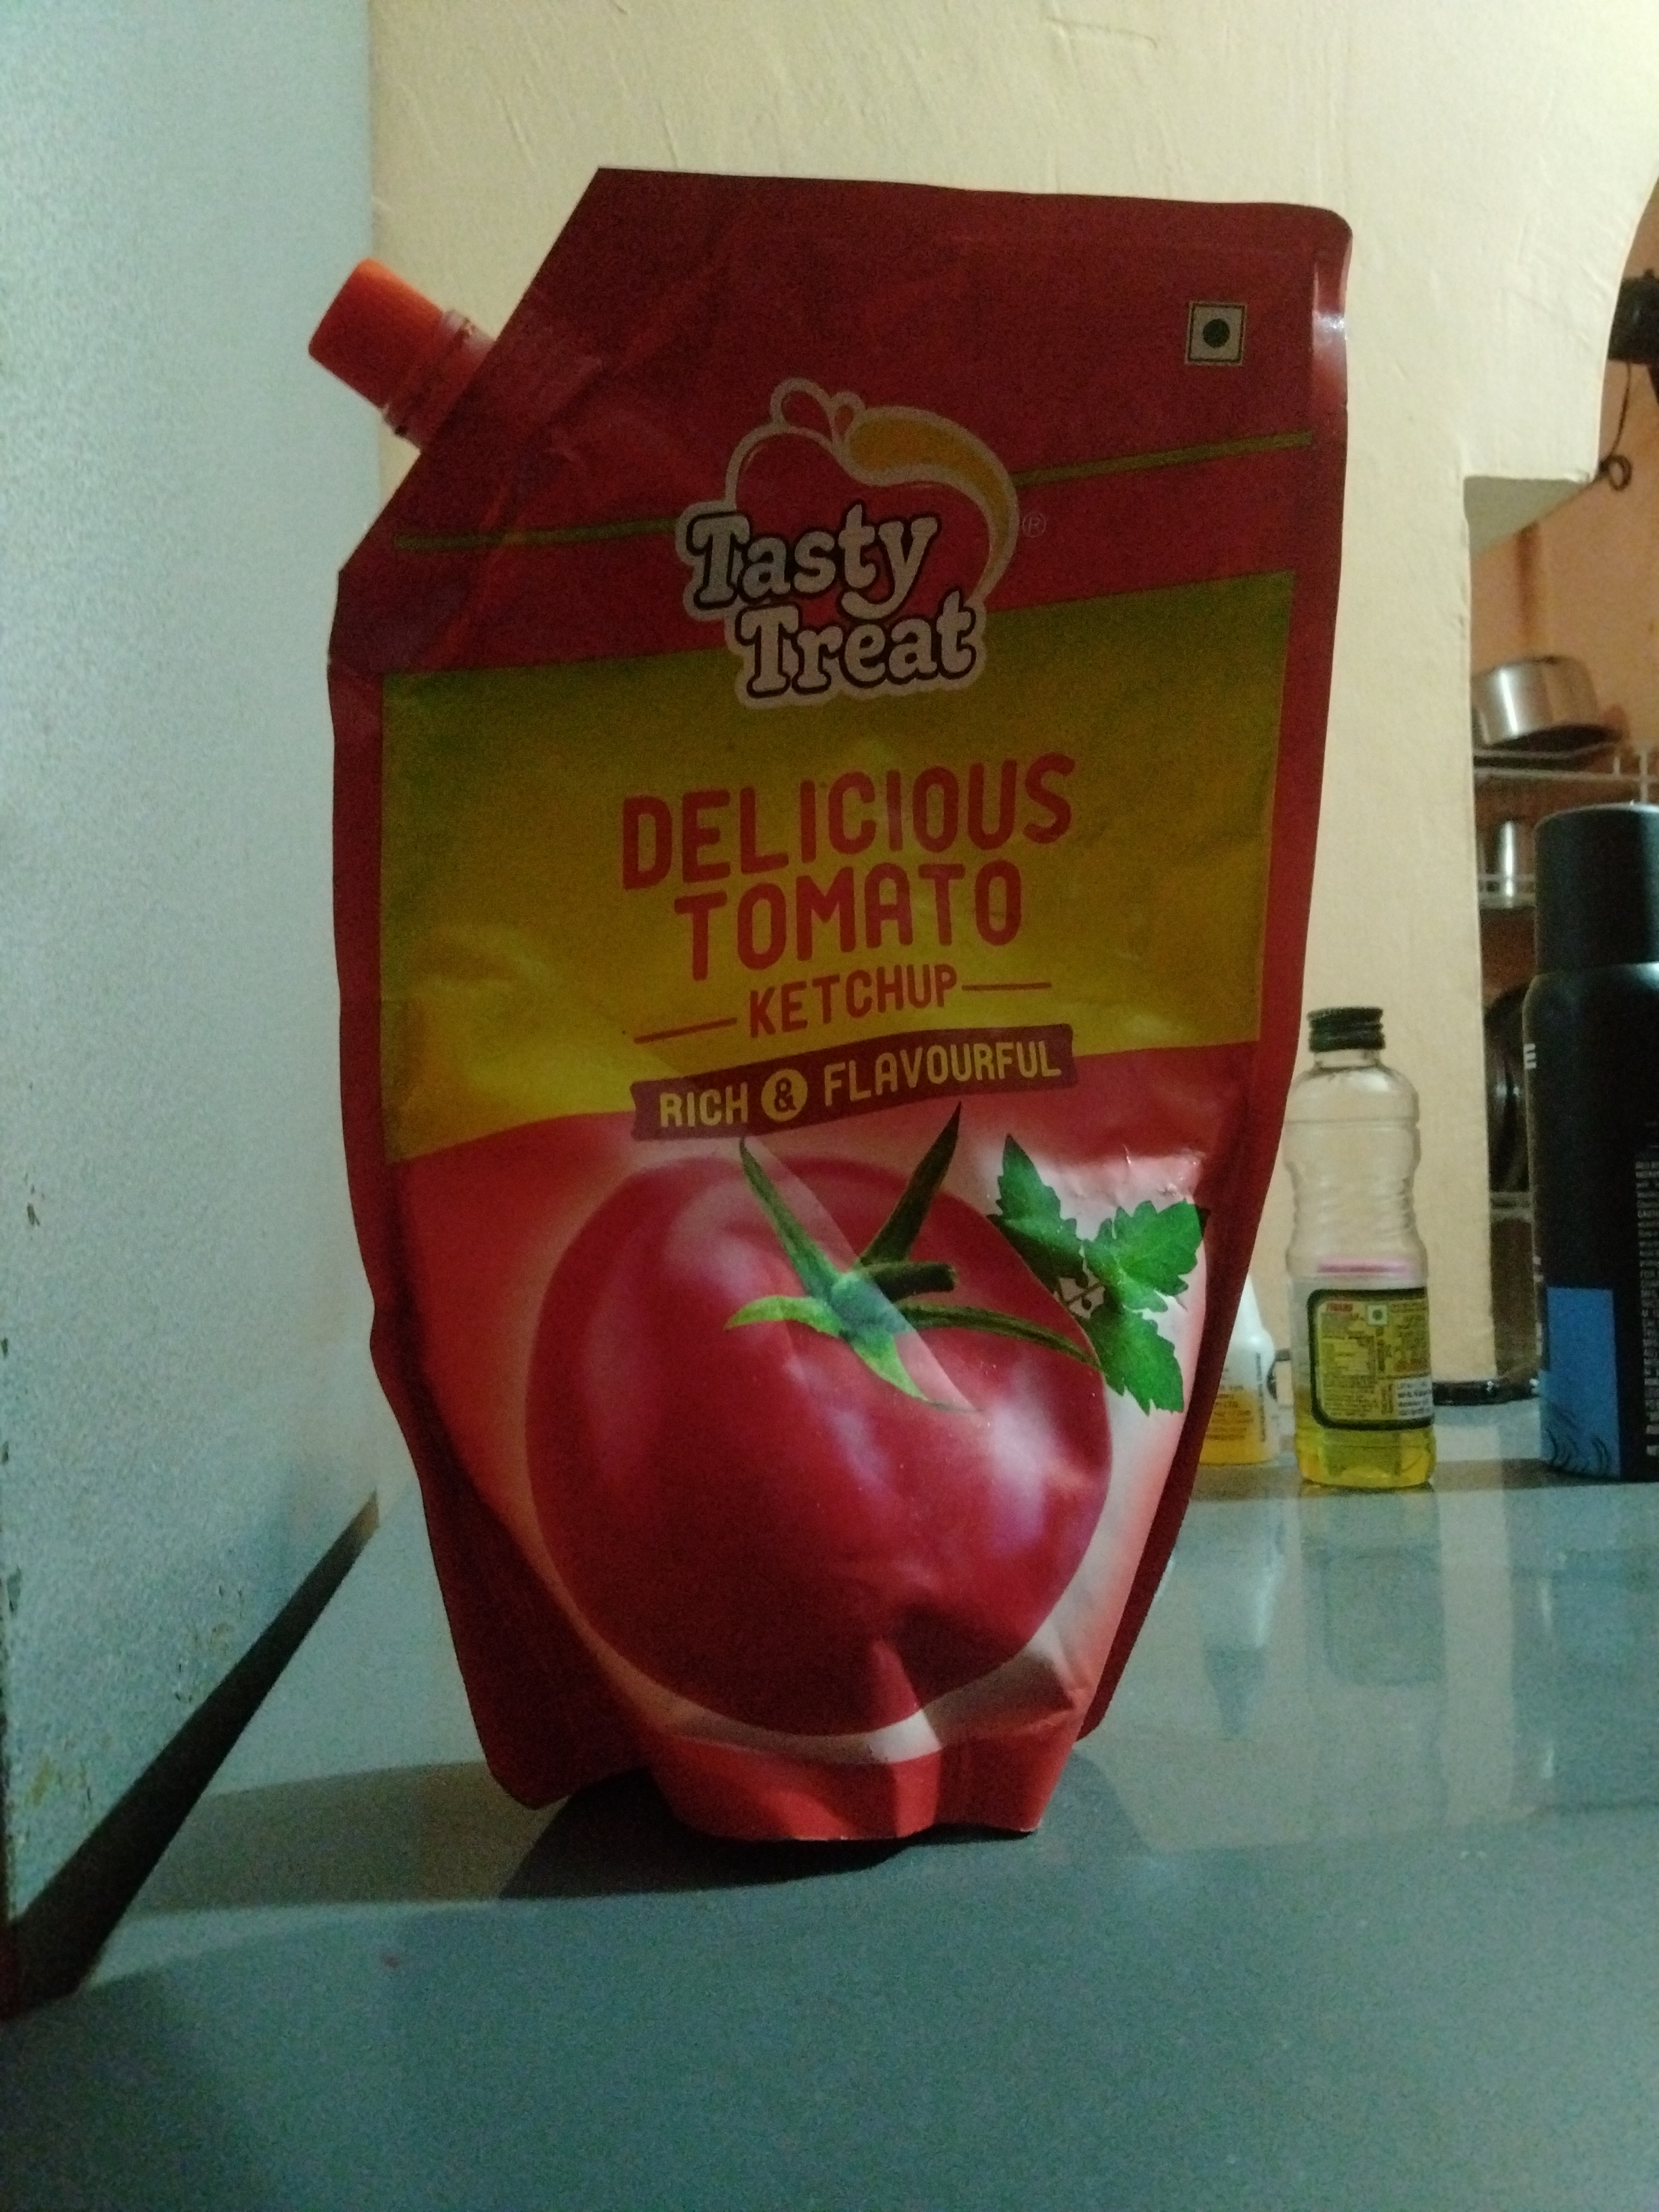 Tasty
Treat
®
DELICIOUS
TOMATO
KETCHUP
RICH & FLAVOURFUL
E